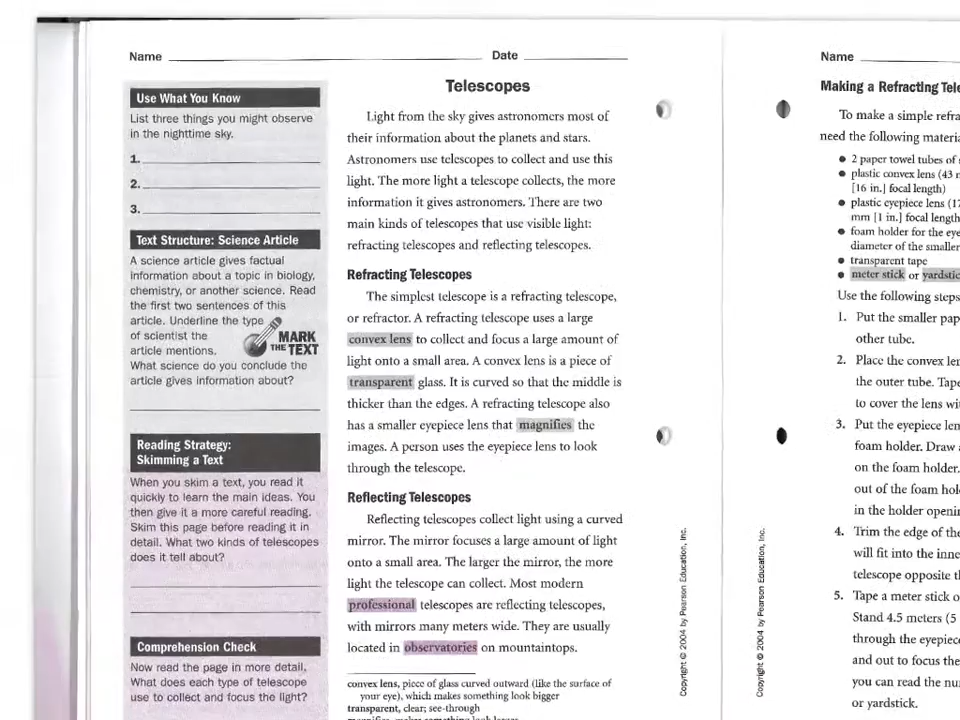 Name
Date
Use What You Know
List three things you might observe
in the nighttime sky.
1.
2.
3.
Text Structure: Science Article
A science article gives factual
information about a topic in biology,
chemistry, or another science. Read
the first two sentences of this
article. Underline the type
of scientist the
article mentions.
MARK
THE TEXT
What science do you conclude the
article gives information about?
Reading Strategy:
Skimming a Text
When you skim a text, you read it
quickly to learn the main ideas. You
then give it a more careful reading.
Skim this page before reading it in
detail. What two kinds of telescopes
does it tell about?
Comprehension Check
Now read the page in more detail.
What does each type of telescope
use to collect and focus the light?
Telescopes
Light from the sky gives astronomers most of
their information about the planets and stars.
Astronomers use telescopes to collect and use this
light. The more light a telescope collects, the more
information it gives astronomers. There are two
main kinds of telescopes that use visible light:
refracting telescopes and reflecting telescopes.
Refracting Telescopes
The simplest telescope is a refracting telescope,
or refractor. A refracting telescope uses a large
convex lens to collect and focus a large amount of
light onto a small area. A convex lens is a piece of
transparent glass. It is curved so that the middle is
thicker than the edges. A refracting telescope also
has a smaller eyepiece lens that magnifies the
images. A person uses the eyepiece lens to look
through the telescope.
Reflecting Telescopes
Reflecting telescopes collect light using a curved
mirror. The mirror focuses a large amount of light
onto a small area. The larger the mirror, the more
light the telescope can collect. Most modern
professional telescopes are reflecting telescopes,
with mirrors many meters wide. They are usually
located in observatories on mountaintops.
convex lens, piece of glass curved outward (like the surface of
your eye), which makes something look bigger
transparent, clear; see-through
Copyright © 2004 by Pearson Education, Inc.
Copyright © 2004 by Pearson Education, Inc.
Name
Making a Refracting Tele
To make a simple refra
need the following materia
• 2 paper towel tubes of
• plastic convex lens (43
[16 in.] focal length)
• plastic eyepiece lens (17
mm [1 in.] focal length
• foam holder for the eye
diameter of the smaller
• transparent tape
• meter stick or yardstic
Use the following steps
1. Put the smaller pap
other tube.
2. Place the convex len
the outer tube. Tape
to cover the lens wi
3. Put the eyepiece len
foam holder. Draw
on the foam holder.
out of the foam hol
in the holder openin
4. Trim the edge of the
will fit into the inne
telescope opposite th
5. Tape a meter stick o
Stand 4.5 meters (5
through the eyepiece
and out to focus the
you can read the nu
or yardstick.